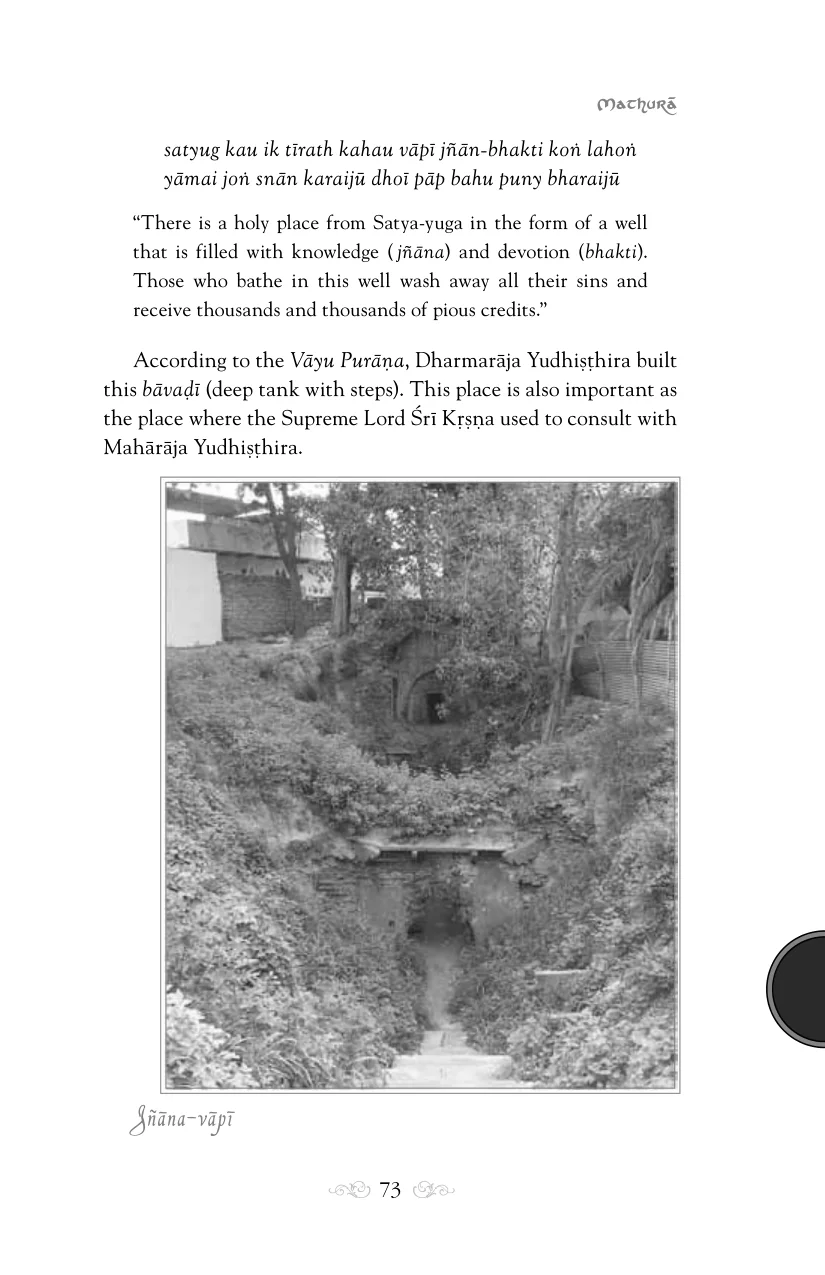 Mathurā
satyug kau ik tīrath kahau vāpī jñān-bhakti koṅ lahoṅ
yāmai joṅ snān karaijū dhoī pāp bahu puny bharaijū
“There is a holy place from Satya-yuga in the form of a well
that is filled with knowledge (jñāna) and devotion (bhakti).
Those who bathe in this well wash away all their sins and
receive thousands and thousands of pious credits.”
According to the Vāyu Purāṇa, Dharmarāja Yudhiṣṭhira built
this bāvaḍī (deep tank with steps). This place is also important as
the place where the Supreme Lord Śrī Kṛṣṇa used to consult with
Mahārāja Yudhiṣṭhira.
Jñāna-vāpī
73